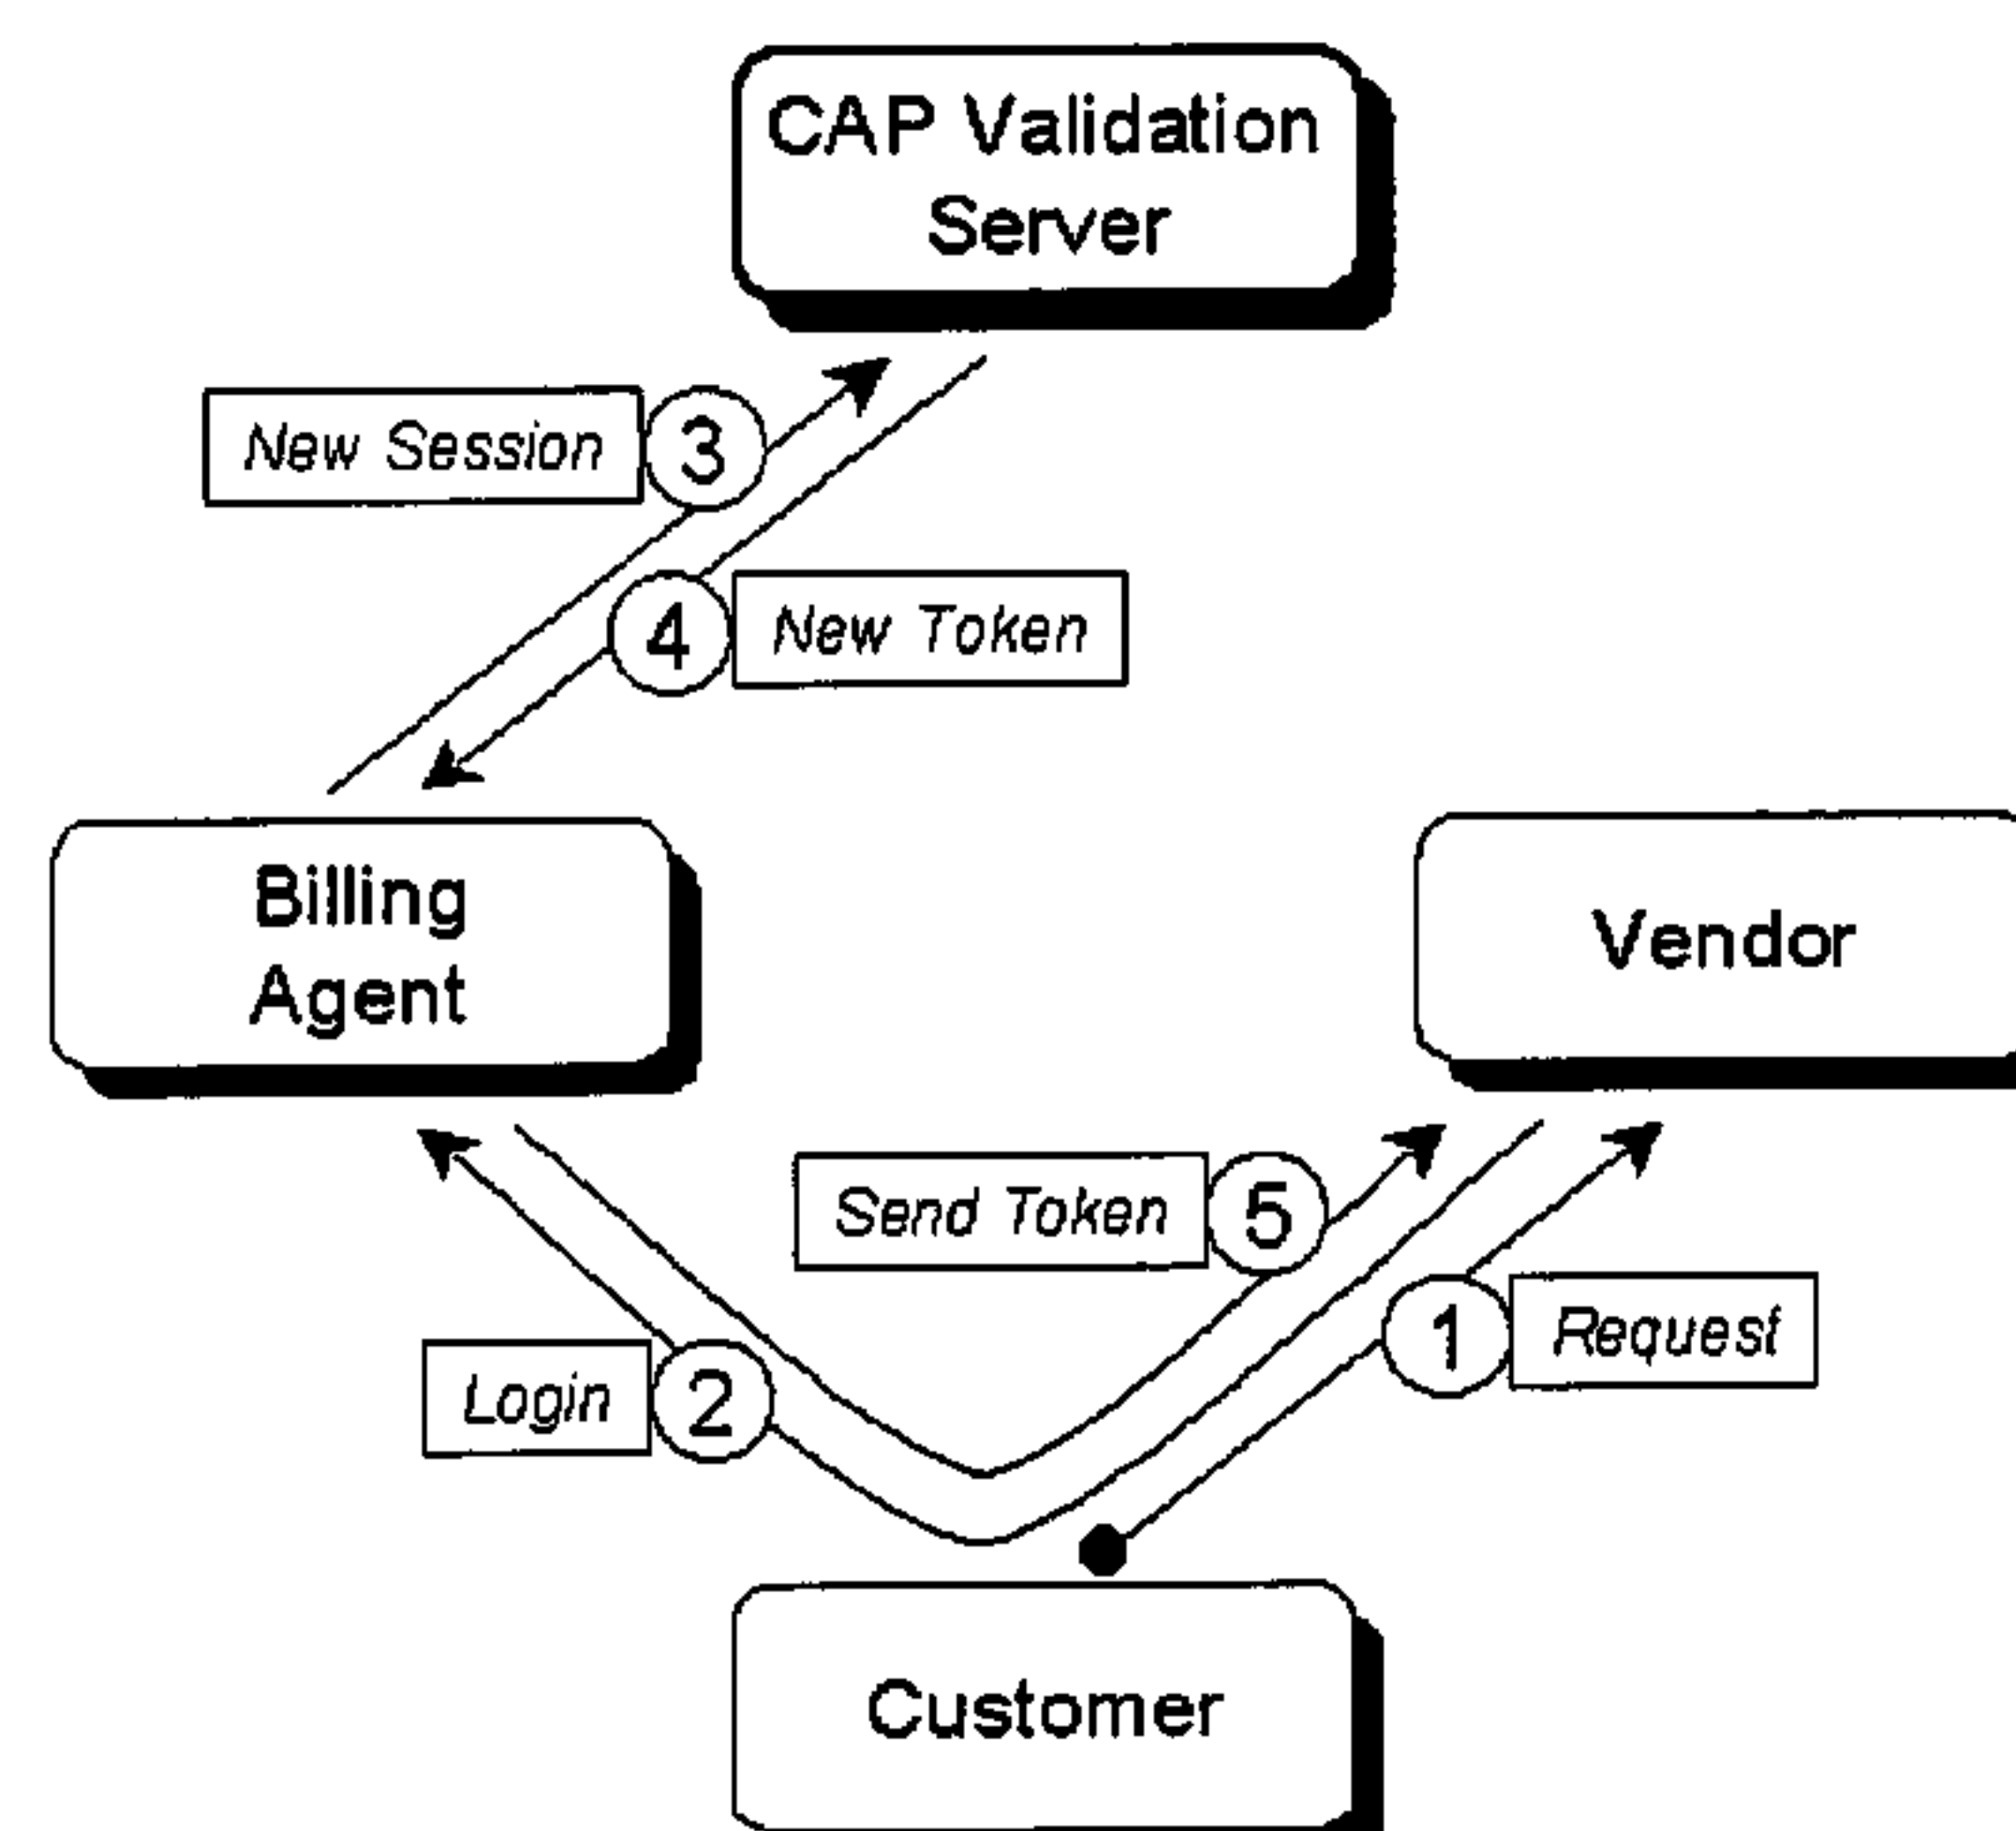 CAP Validation
Server
New Session
3
4
New Token
Billing
Agent
Vendor
Send Token
5
1
Request
Login
2
Customer